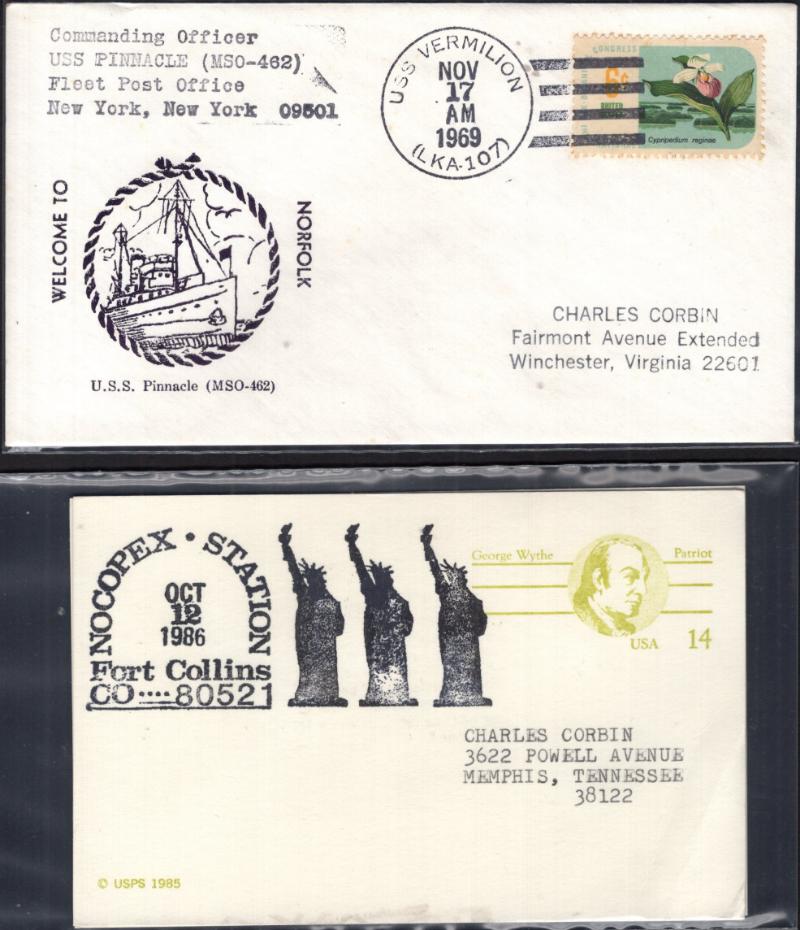 Commanding Officer
USS PINNACLE (MSO-462)
Fleet Post Office
New York, New York 09501
USS VERMILION
NOV
17
AM
1969
(LKA-107)
CONGRESS
6¢
UNITED
Cypripedium reginae
WELCOME TO
NORFOLK
U.S.S. Pinnacle (MSO-462)
CHARLES CORBIN
Fairmont Avenue Extended
Winchester, Virginia 22601
NOCOPEX · STATION
OCT
12
1986
Fort Collins
CO ···· 80521
George Wythe Patriot
USA 14
CHARLES CORBIN
3622 POWELL AVENUE
MEMPHIS, TENNESSEE
38122
© USPS 1985